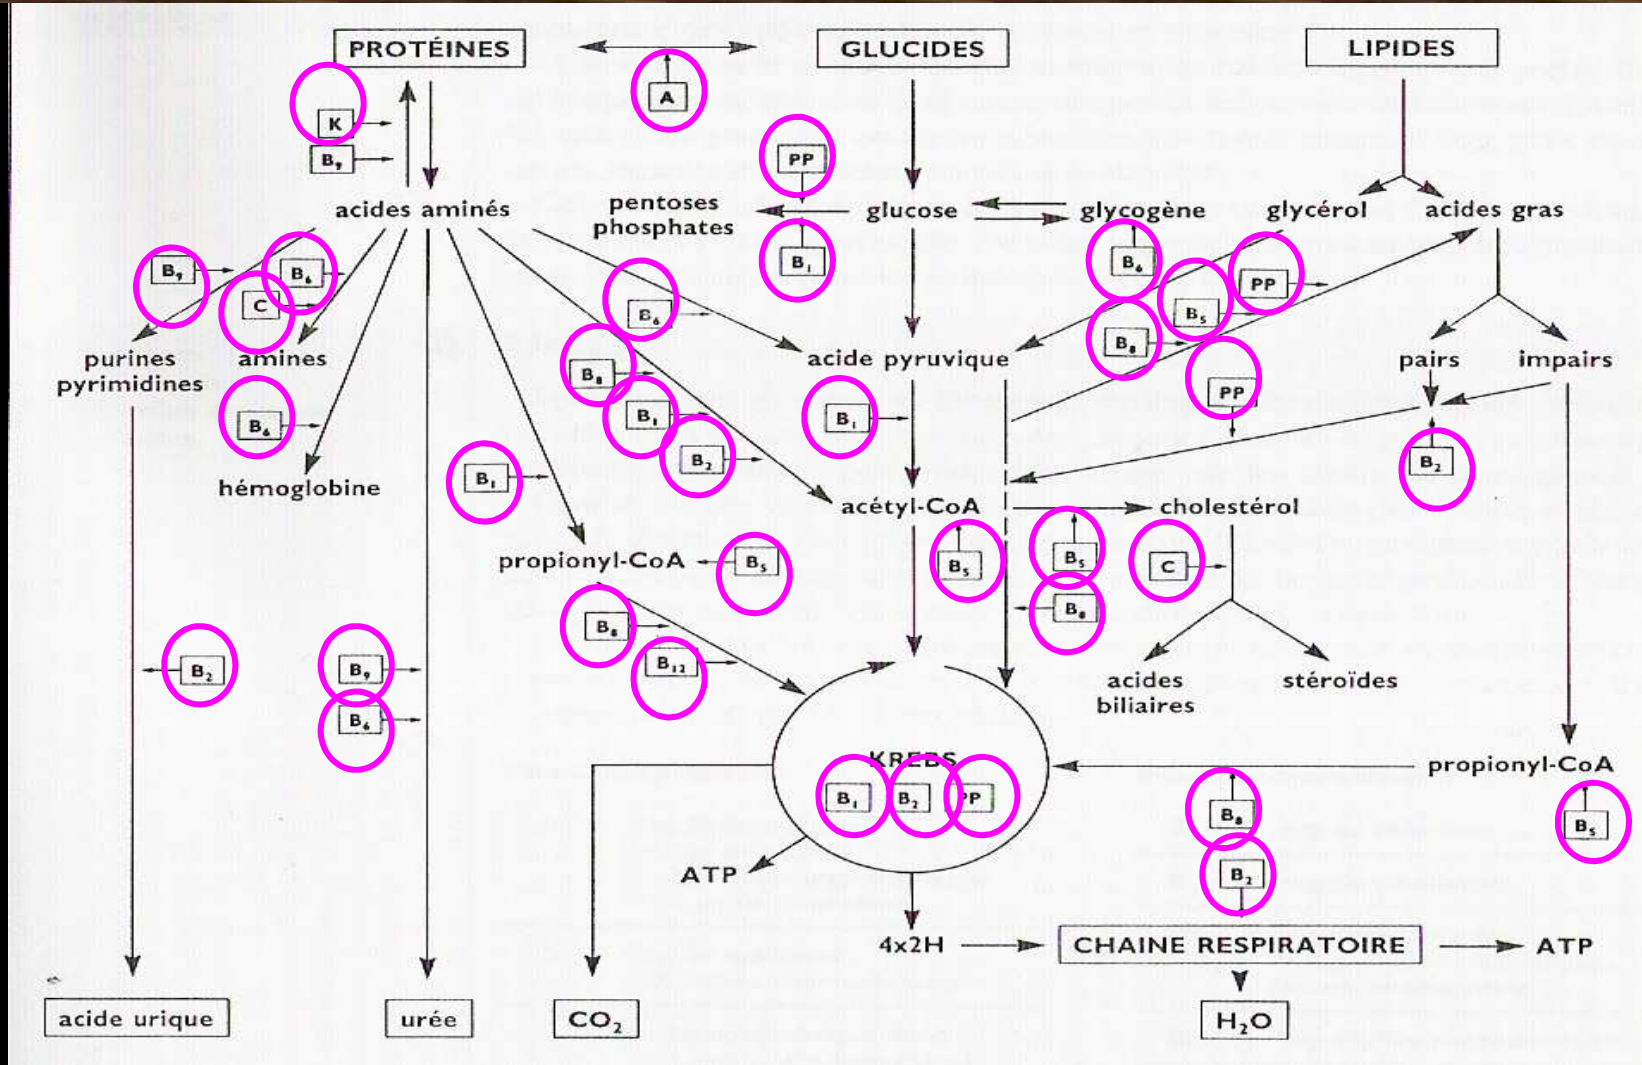 PROTÉINES
GLUCIDES
LIPIDES
A
K
B9
PP
acides aminés
pentoses
phosphates
glucose
glycogène
glycérol
acides gras
B9
B6
C
B1
B6
PP
B5
B6
B8
purines
pyrimidines
amines
acide pyruvique
pairs
impairs
B8
PP
B6
B1
B1
B2
B2
hémoglobine
B1
acétyl-CoA
cholestérol
propionyl-CoA
B5
B5
B5
C
B8
B8
B12
B2
B9
B6
acides
biliaires
stéroïdes
KREBS
B1
B2
PP
propionyl-CoA
B8
B5
B2
ATP
4x2H
CHAINE RESPIRATOIRE
ATP
acide urique
urée
CO2
H2O